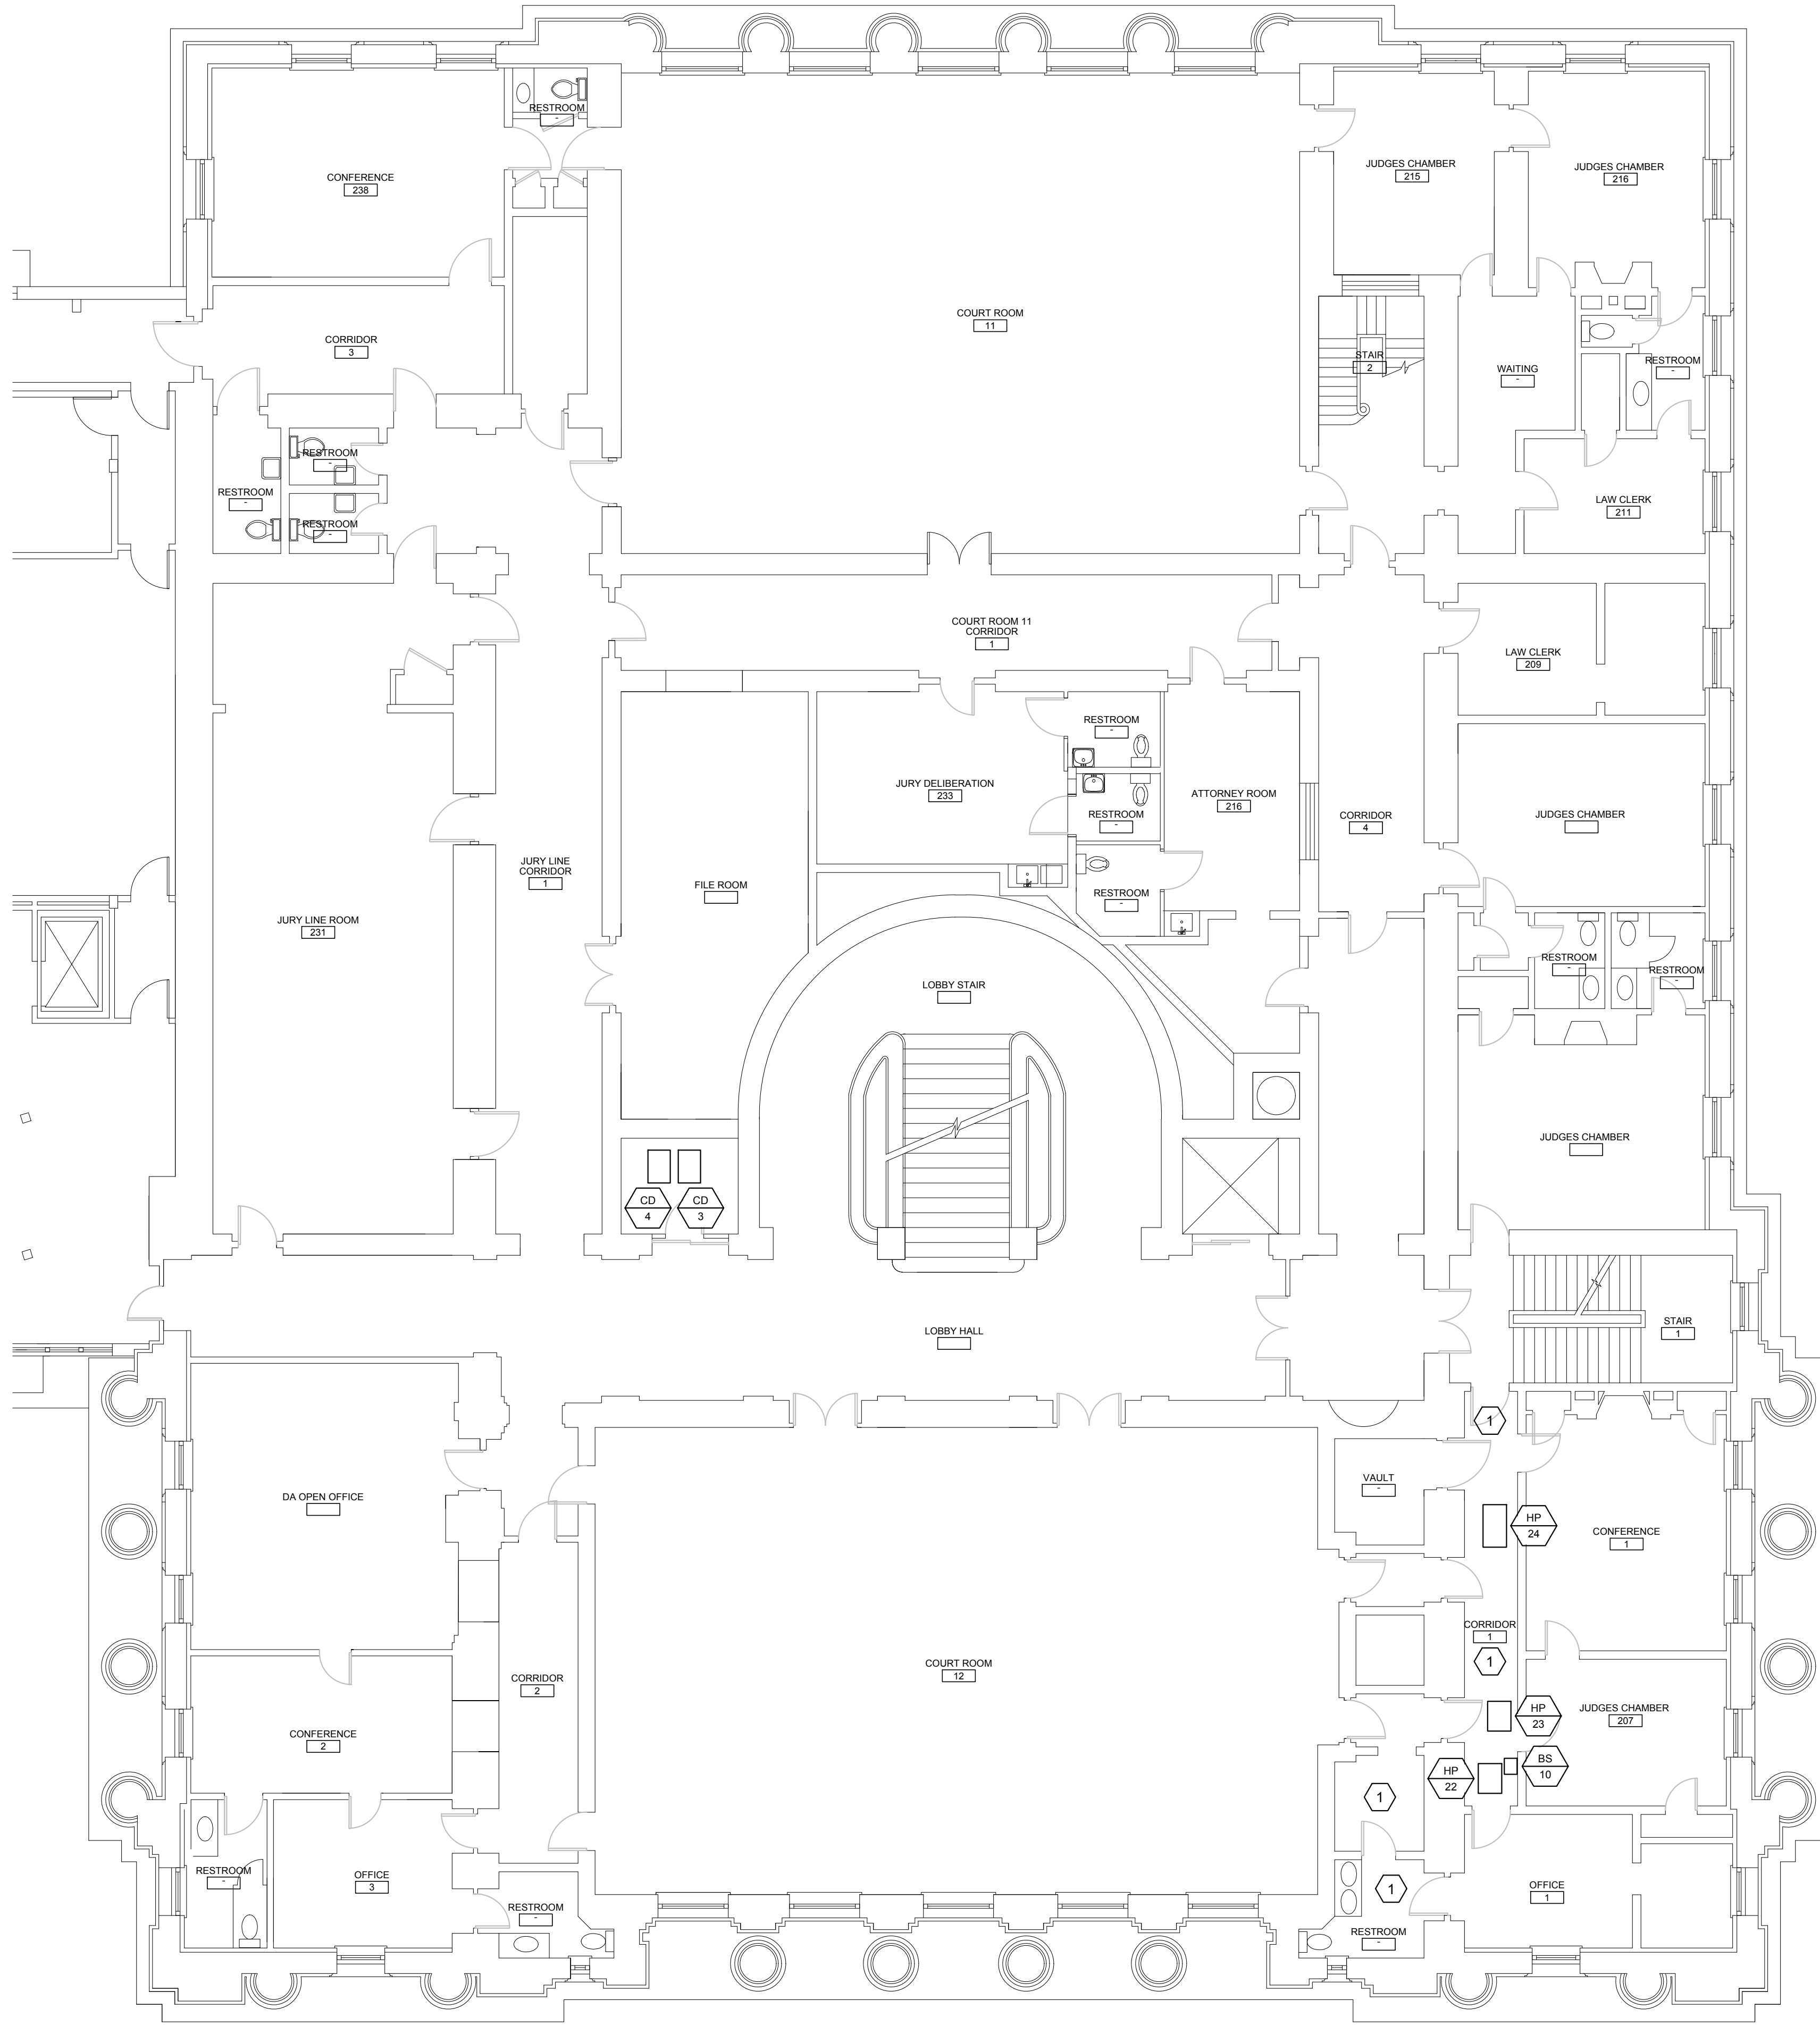 RESTROOM
-
CONFERENCE
238
JUDGES CHAMBER
215
JUDGES CHAMBER
216
COURT ROOM
11
CORRIDOR
3
STAIR
2
WAITING
-
RESTROOM
-
RESTROOM
-
RESTROOM
-
RESTROOM
-
LAW CLERK
211
COURT ROOM 11
CORRIDOR
1
LAW CLERK
209
RESTROOM
-
JURY DELIBERATION
233
ATTORNEY ROOM
216
RESTROOM
-
CORRIDOR
4
JUDGES CHAMBER
JURY LINE
CORRIDOR
1
FILE ROOM
RESTROOM
-
JURY LINE ROOM
231
LOBBY STAIR
RESTROOM
-
RESTROOM
-
JUDGES CHAMBER
CD
4
CD
3
LOBBY HALL
STAIR
1
1
VAULT
-
DA OPEN OFFICE
HP
24
CONFERENCE
1
CORRIDOR
1
1
COURT ROOM
12
CORRIDOR
2
CONFERENCE
2
HP
23
JUDGES CHAMBER
207
BS
10
HP
22
1
RESTROOM
-
OFFICE
3
1
OFFICE
1
RESTROOM
-
RESTROOM
-